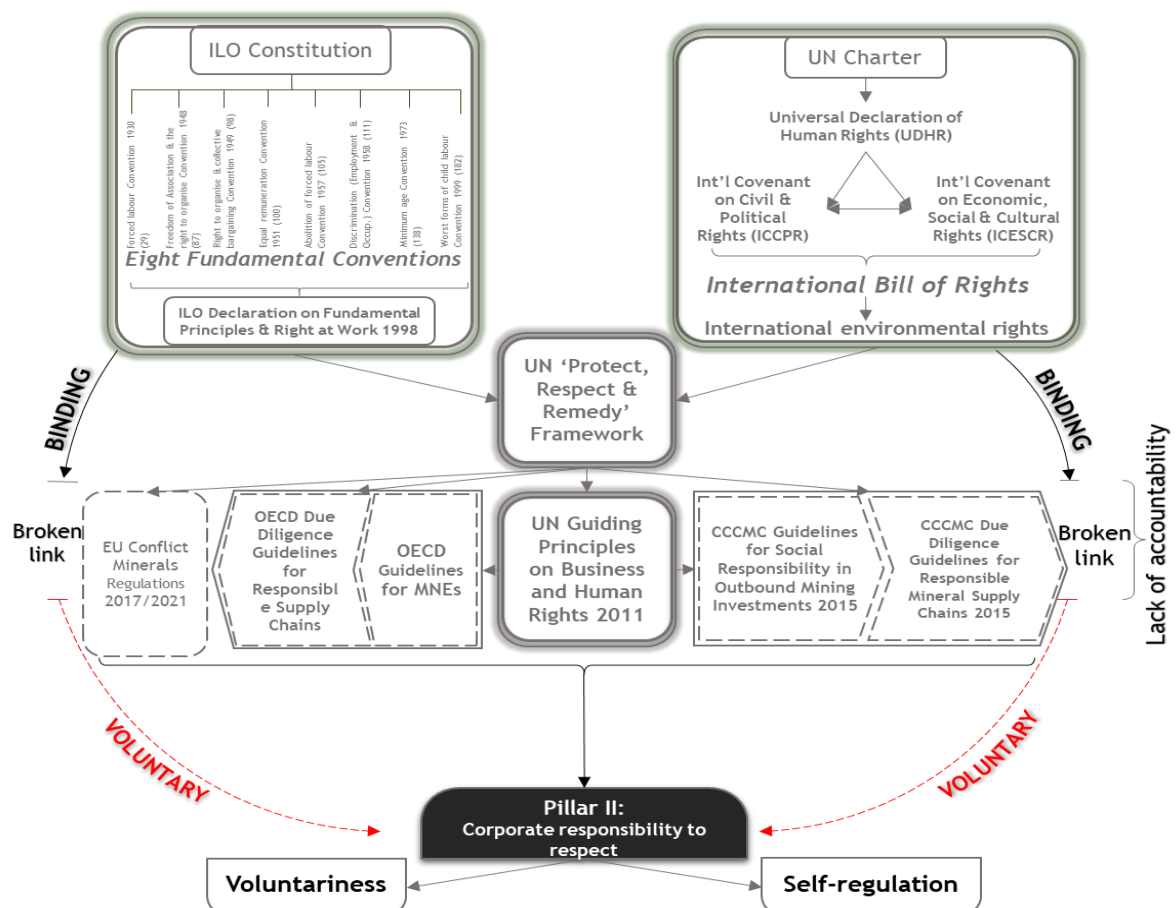 ILO Constitution
Forced labour Convention 1930
(29)
Freedom of Association & the
right to organise Convention 1948
(87)
Right to organise & collective
bargaining Convention 1949 (98)
Equal remuneration Convention
1951 (100)
Abolition of forced labour
Convention 1957 (105)
Discrimination (Employment &
Occup.) Convention 1958 (111)
Minimum age Convention 1973
(138)
Worst forms of child labour
Convention 1999 (182)
Eight Fundamental Conventions
ILO Declaration on Fundamental
Principles & Right at Work 1998
UN Charter
Universal Declaration of
Human Rights (UDHR)
Int’l Covenant
on Civil &
Political
Rights (ICCPR)
Int’l Covenant
on Economic,
Social & Cultural
Rights (ICESCR)
International Bill of Rights
International environmental rights
BINDING
UN ‘Protect,
Respect &
Remedy’
Framework
BINDING
Broken
link
EU Conflict
Minerals
Regulations
2017/2021
OECD Due
Diligence
Guidelines
for
Responsibl
e Supply
Chains
OECD
Guidelines
for MNEs
UN Guiding
Principles
on Business
and Human
Rights 2011
CCCMC Guidelines
for Social
Responsibility in
Outbound Mining
Investments 2015
CCCMC Due
Diligence
Guidelines for
Responsible
Mineral Supply
Chains 2015
Broken
link
Lack of accountability
VOLUNTARY
VOLUNTARY
Pillar II:
Corporate responsibility to
respect
Voluntariness
Self-regulation